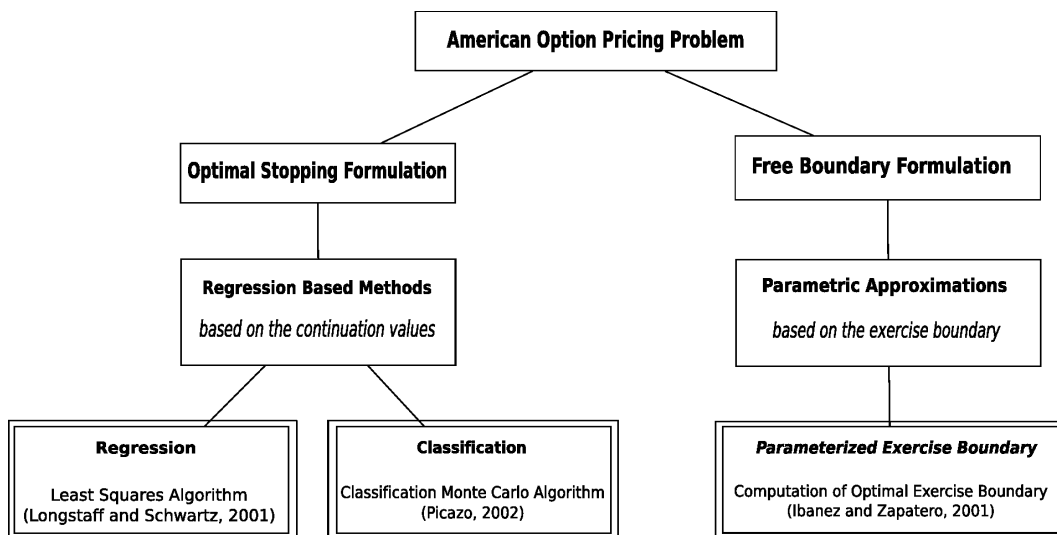 American Option Pricing Problem
Optimal Stopping Formulation
Free Boundary Formulation
Regression Based Methods
based on the continuation values
Parametric Approximations
based on the exercise boundary
Regression
Least Squares Algorithm
(Longstaff and Schwartz, 2001)
Classification
Classification Monte Carlo Algorithm
(Picazo, 2002)
Parameterized Exercise Boundary
Computation of Optimal Exercise Boundary
(Ibanez and Zapatero, 2001)